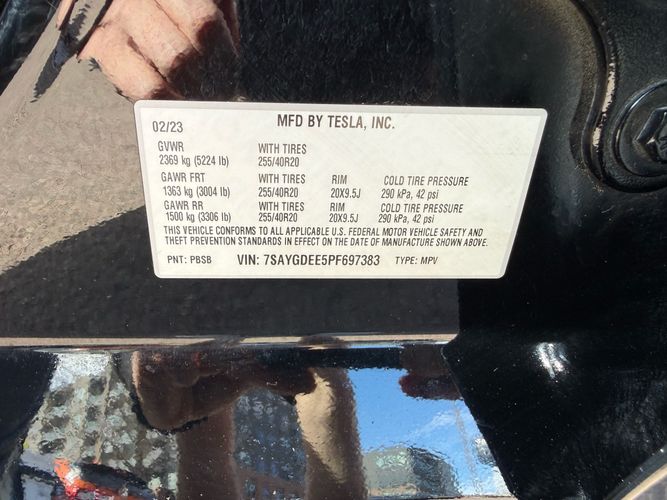 02/23 MFD BY TESLA, INC.
GVWR WITH TIRES
2369 kg (5224 lb) 255/40R20
GAWR FRT WITH TIRES RIM COLD TIRE PRESSURE
1363 kg (3004 lb) 255/40R20 20X9.5J 290 kPa, 42 psi
GAWR RR WITH TIRES RIM COLD TIRE PRESSURE
1500 kg (3306 lb) 255/40R20 20X9.5J 290 kPa, 42 psi
THIS VEHICLE CONFORMS TO ALL APPLICABLE U.S. FEDERAL MOTOR VEHICLE SAFETY AND
THEFT PREVENTION STANDARDS IN EFFECT ON THE DATE OF MANUFACTURE SHOWN ABOVE.
PNT: PBSB VIN: 7SAYGDEE5PF697383 TYPE: MPV